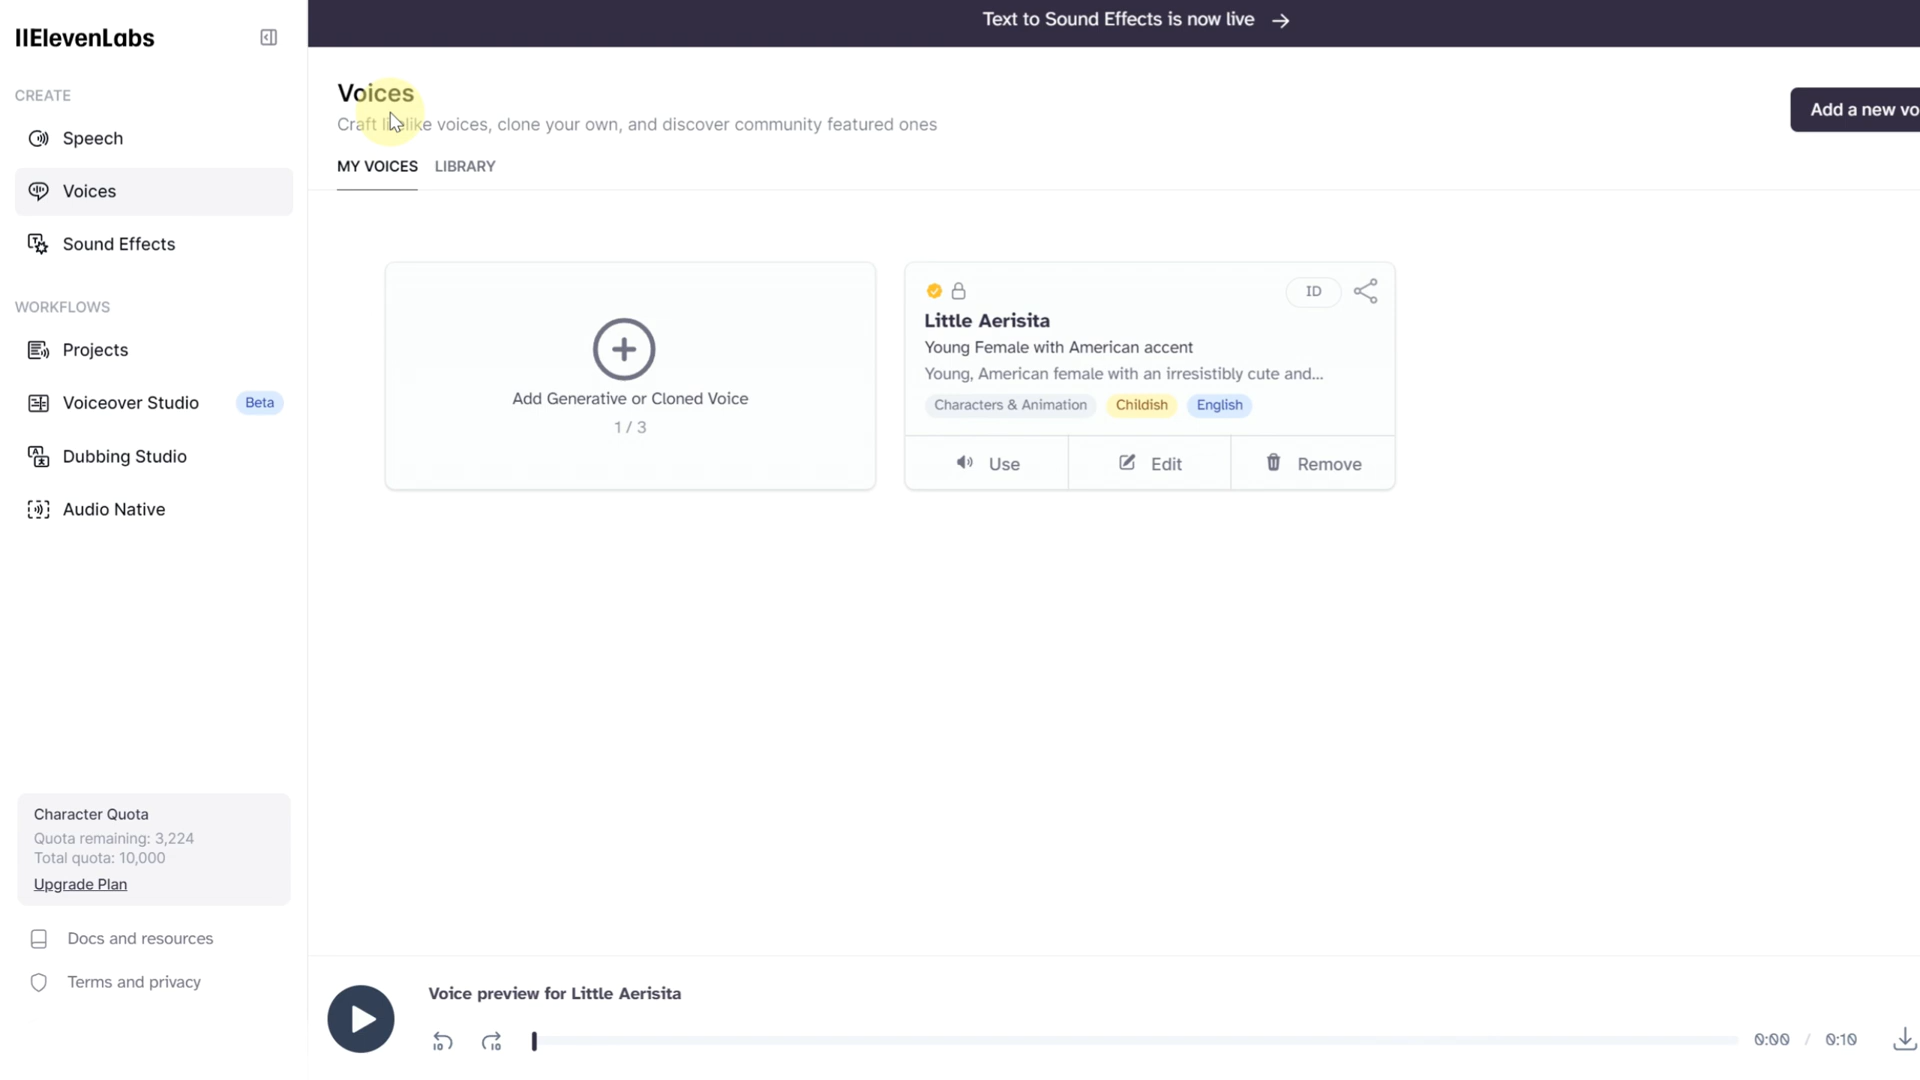 IIElevenLabs
CREATE
Speech
Voices
Sound Effects
WORKFLOWS
Projects
Voiceover Studio Beta
Dubbing Studio
Audio Native
Character Quota
Quota remaining: 3,224
Total quota: 10,000
Upgrade Plan
Docs and resources
Terms and privacy
Text to Sound Effects is now live →
Voices
Craft lifelike voices, clone your own, and discover community featured ones
Add a new vo
MY VOICES LIBRARY
Add Generative or Cloned Voice
1 / 3
ID
Little Aerisita
Young Female with American accent
Young, American female with an irresistibly cute and...
Characters & Animation Childish English
Use Edit Remove
Voice preview for Little Aerisita
10 10 0:00 / 0:10